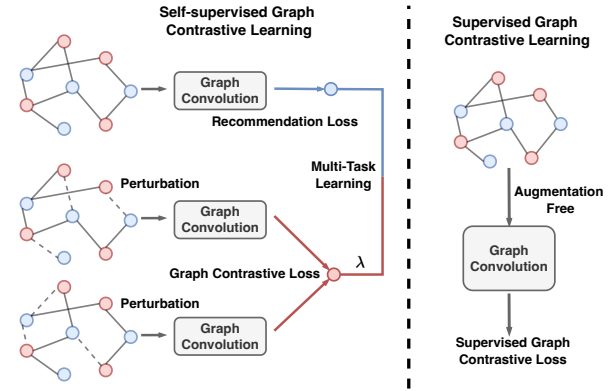 Self-supervised Graph
Contrastive Learning
Graph
Convolution
Recommendation Loss
Multi-Task
Learning
Perturbation
Graph
Convolution
Graph Contrastive Loss
λ
Perturbation
Graph
Convolution
Supervised Graph
Contrastive Learning
Augmentation
Free
Graph
Convolution
Supervised Graph
Contrastive Loss